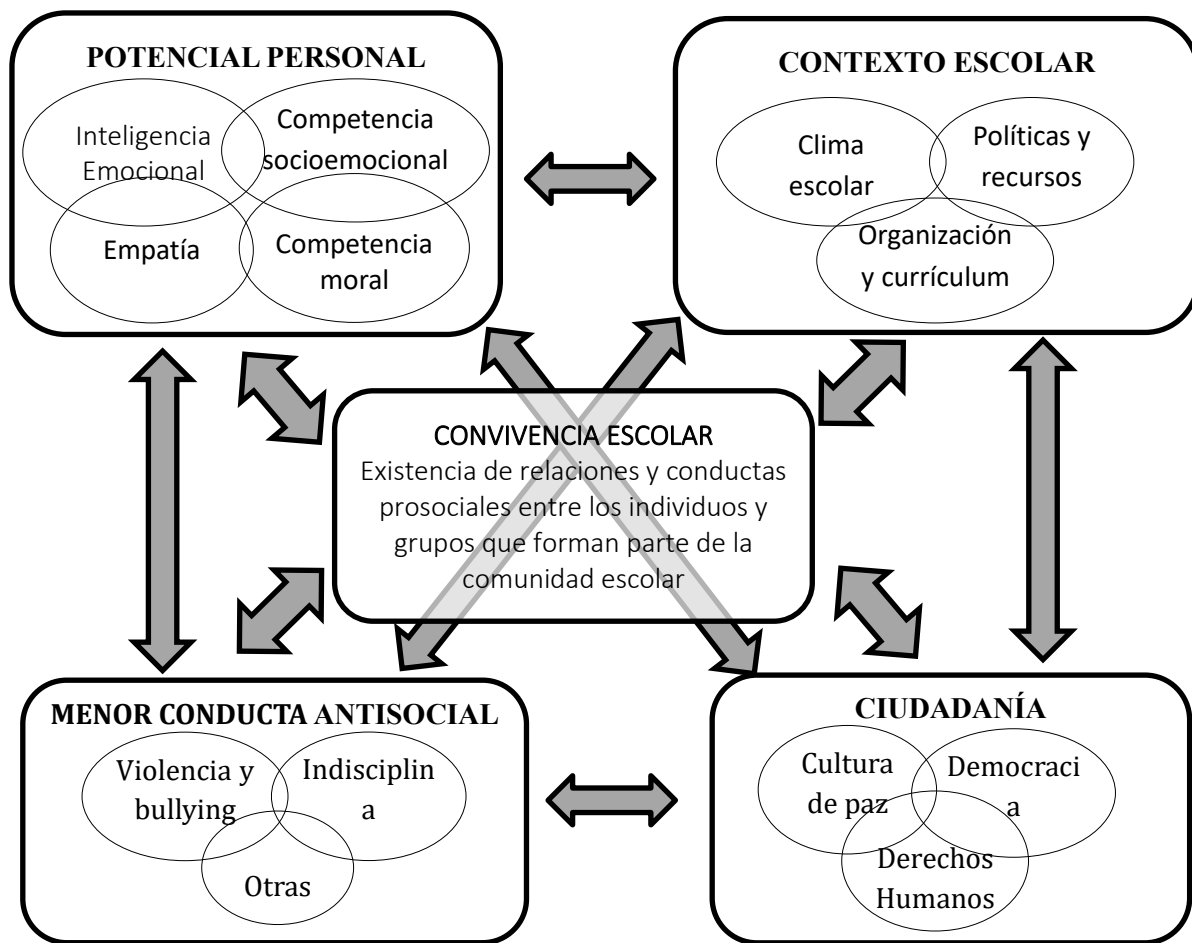 POTENCIAL PERSONAL
Inteligencia
Emocional
Competencia
socioemocional
Empatía
Competencia
moral
CONTEXTO ESCOLAR
Clima
escolar
Políticas y
recursos
Organización
y currículum
CONVIVENCIA ESCOLAR
Existencia de relaciones y conductas
prosociales entre los individuos y
grupos que forman parte de la
comunidad escolar
MENOR CONDUCTA ANTISOCIAL
Violencia y
bullying
Indisciplin
a
Otras
CIUDADANÍA
Cultura
de paz
Democraci
a
Derechos
Humanos